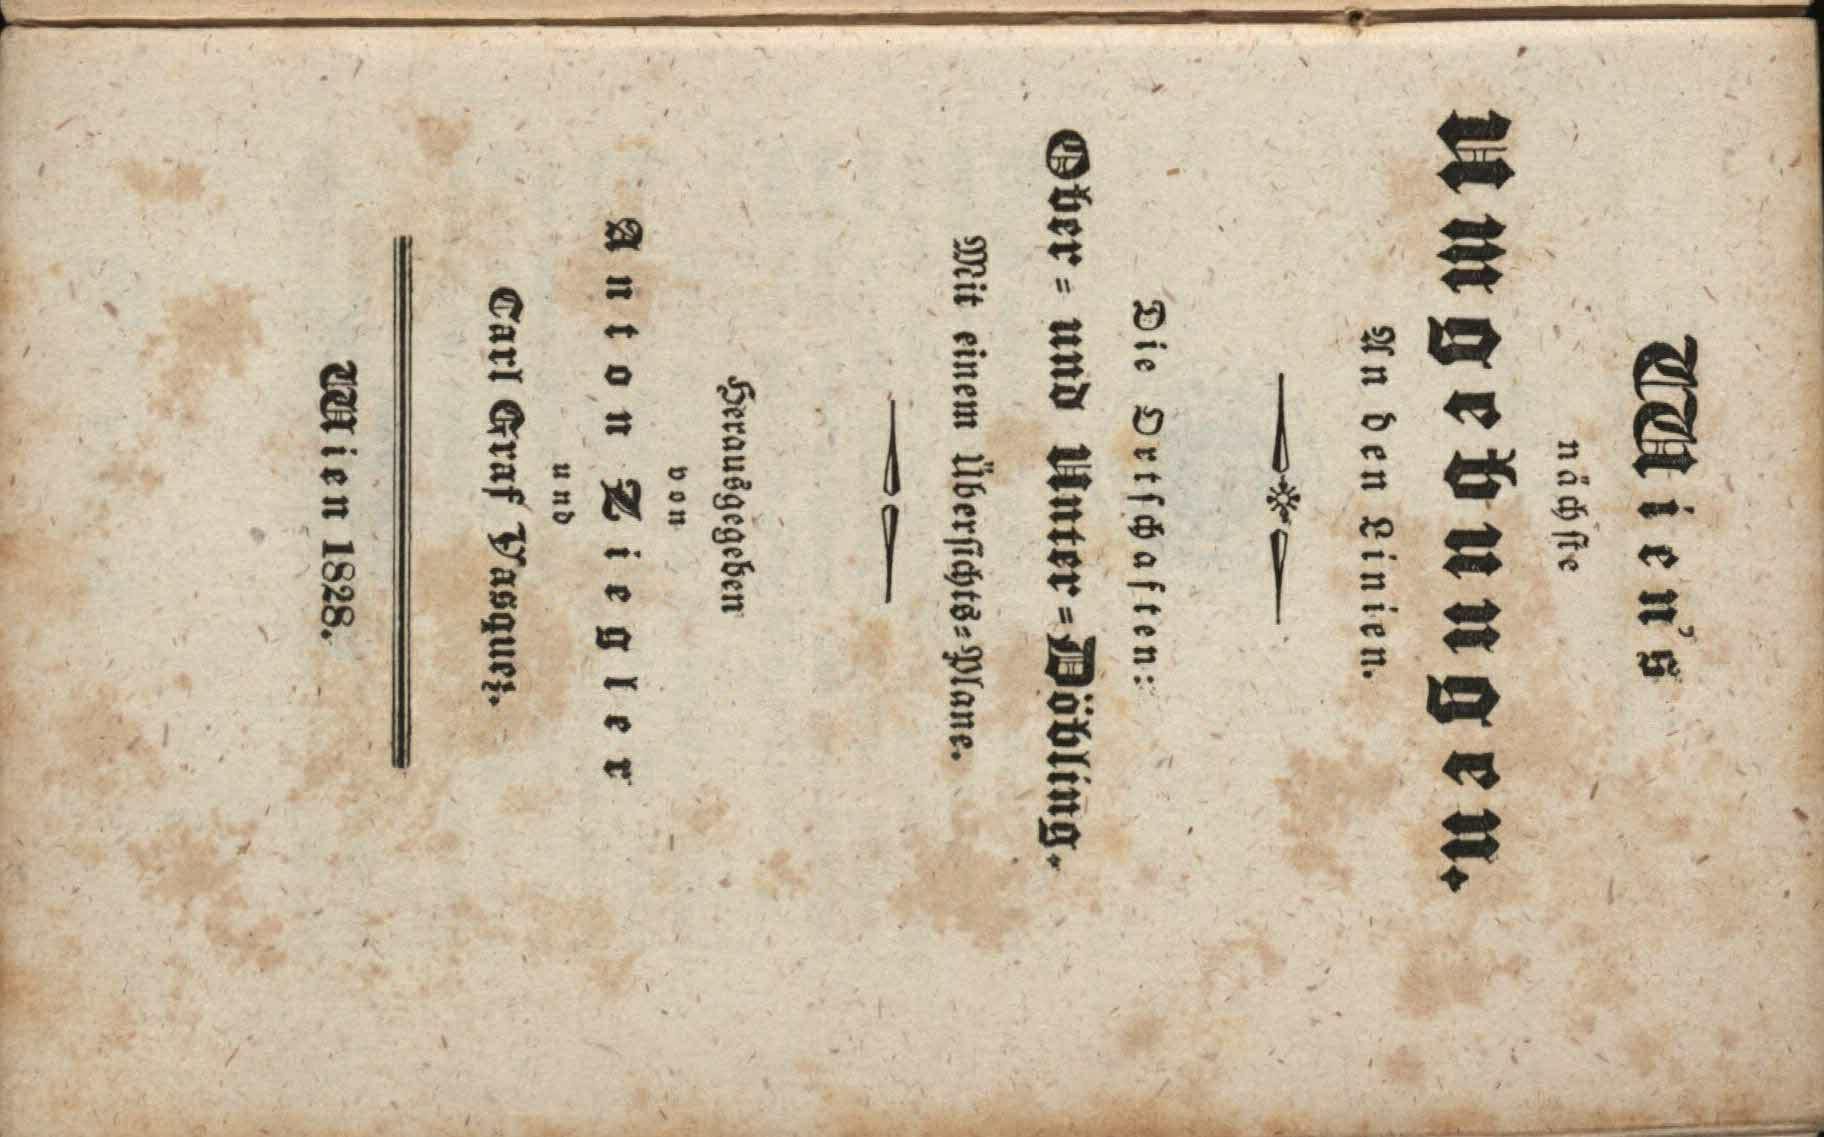 Wien's
nächste
Umgebungen.
An den Linien.
Die Ortschaften:
Ober= und Unter=Döbling.
Mit einem Übersichts=Plane.
Herausgegeben
von
Anton Ziegler
und
Carl Graf Vasquez.
Wien 1828.